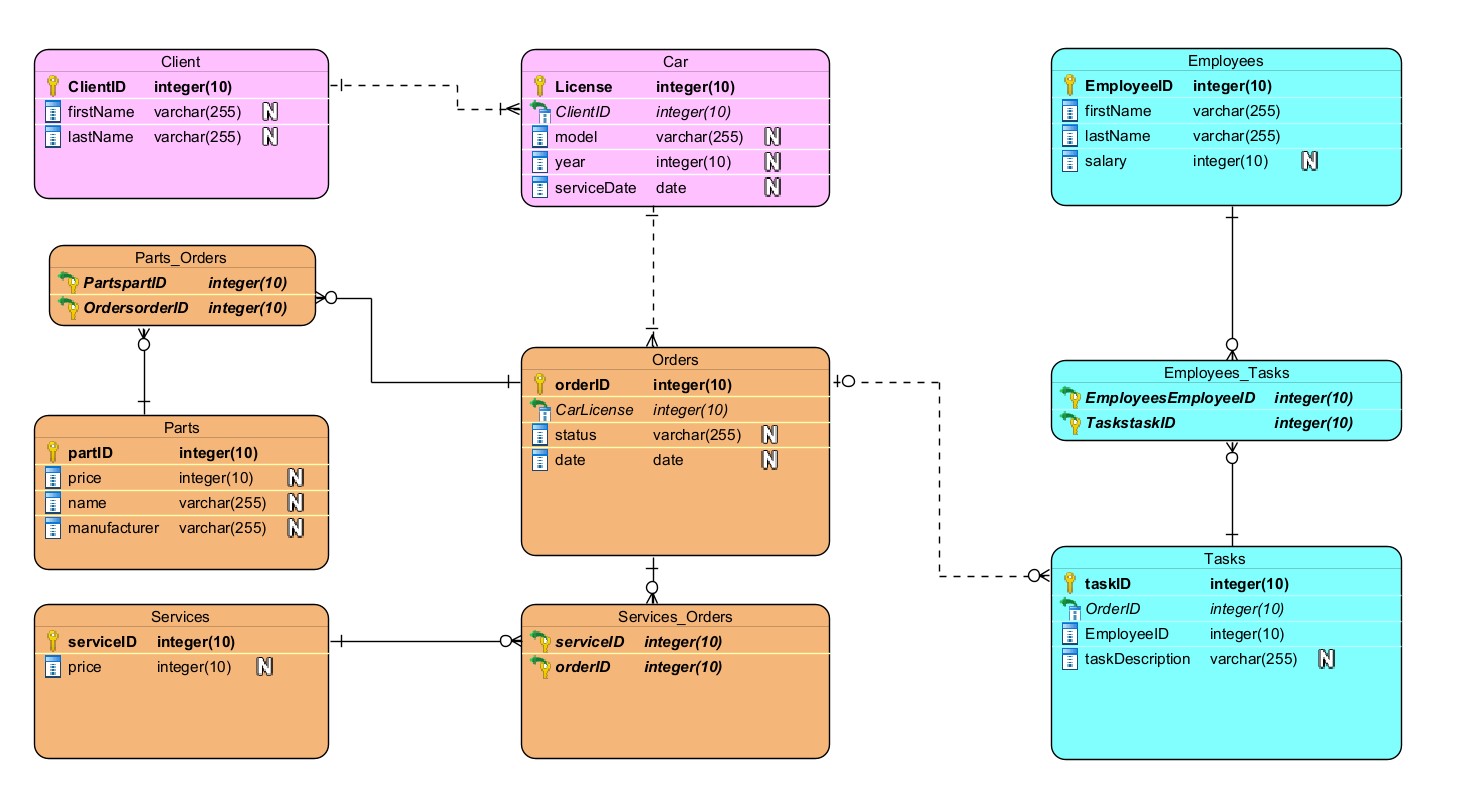 Client
ClientID integer(10)
firstName varchar(255) N
lastName varchar(255) N
Car
License integer(10)
ClientID integer(10)
model varchar(255) N
year integer(10) N
serviceDate date N
Employees
EmployeeID integer(10)
firstName varchar(255)
lastName varchar(255)
salary integer(10) N
Parts_Orders
PartspartID integer(10)
OrdersorderID integer(10)
Orders
orderID integer(10)
CarLicense integer(10)
status varchar(255) N
date date N
Employees_Tasks
EmployeesEmployeeID integer(10)
TaskstaskID integer(10)
Parts
partID integer(10)
price integer(10) N
name varchar(255) N
manufacturer varchar(255) N
Services
serviceID integer(10)
price integer(10) N
Services_Orders
serviceID integer(10)
orderID integer(10)
Tasks
taskID integer(10)
OrderID integer(10)
EmployeeID integer(10)
taskDescription varchar(255) N